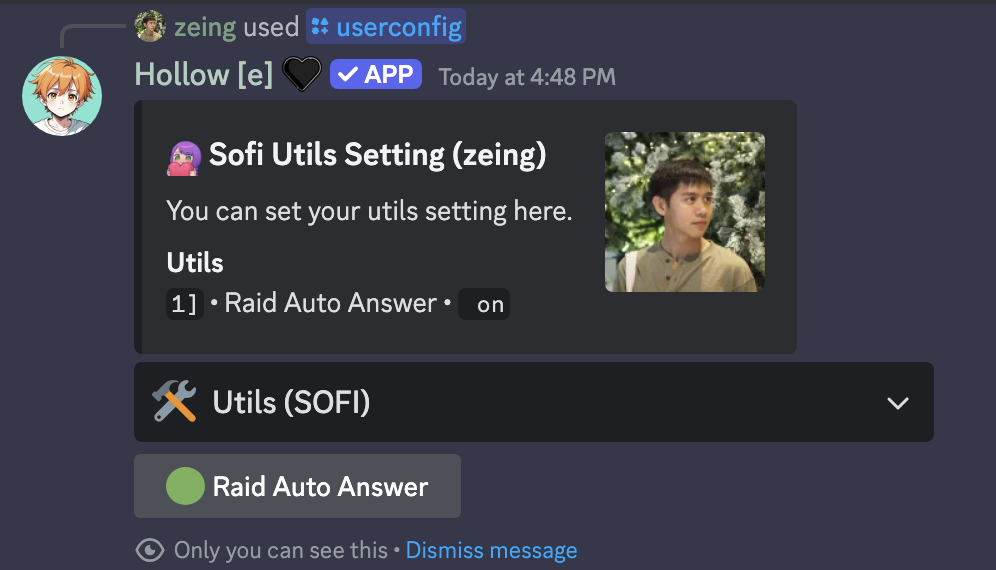 zeing used userconfig
Hollow [e] 🖤 ✓ APP Today at 4:48 PM
Sofi Utils Setting (zeing)
You can set your utils setting here.
Utils
1] • Raid Auto Answer • on
Utils (SOFI)
Raid Auto Answer
Only you can see this • Dismiss message